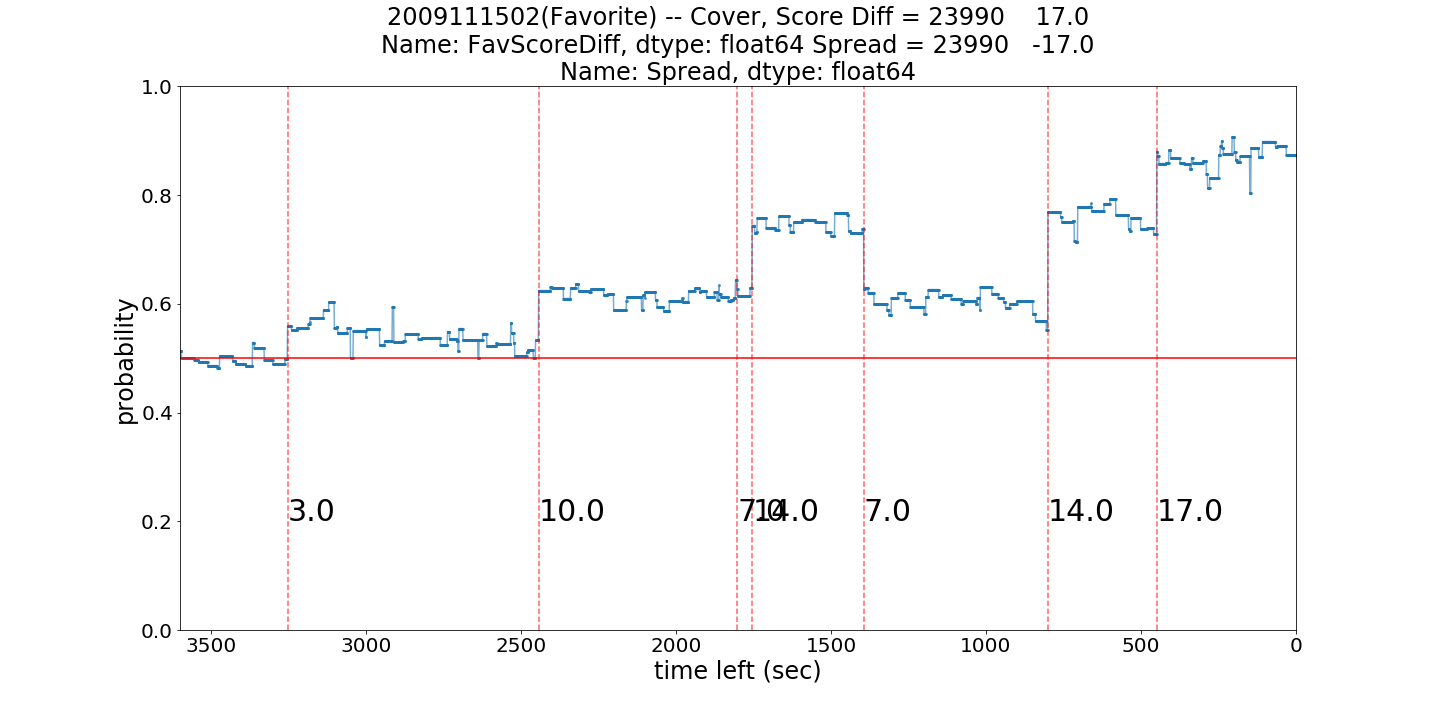 2009111502(Favorite) -- Cover, Score Diff = 23990    17.0
Name: FavScoreDiff, dtype: float64 Spread = 23990   -17.0
Name: Spread, dtype: float64
1.0
0.8
0.6
0.4
0.2
0.0
probability
3.0
10.0
7.0
14.0
7.0
14.0
17.0
3500 3000 2500 2000 1500 1000 500 0
time left (sec)